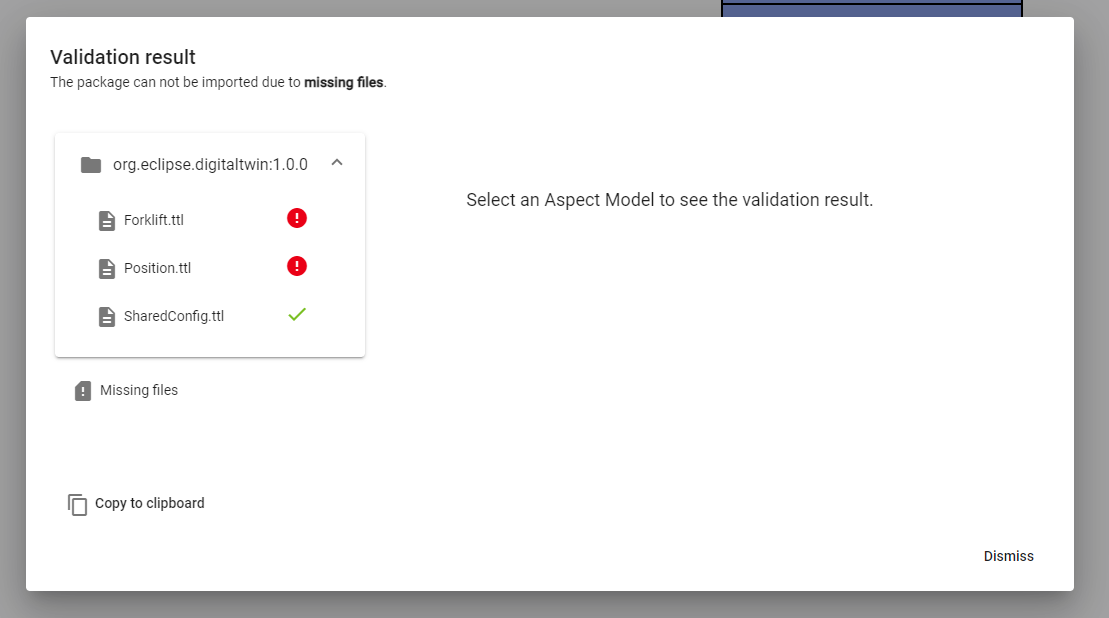 Validation result
The package can not be imported due to missing files.
org.eclipse.digitaltwin:1.0.0
Forklift.ttl
Position.ttl
SharedConfig.ttl
Missing files
Select an Aspect Model to see the validation result.
Copy to clipboard
Dismiss